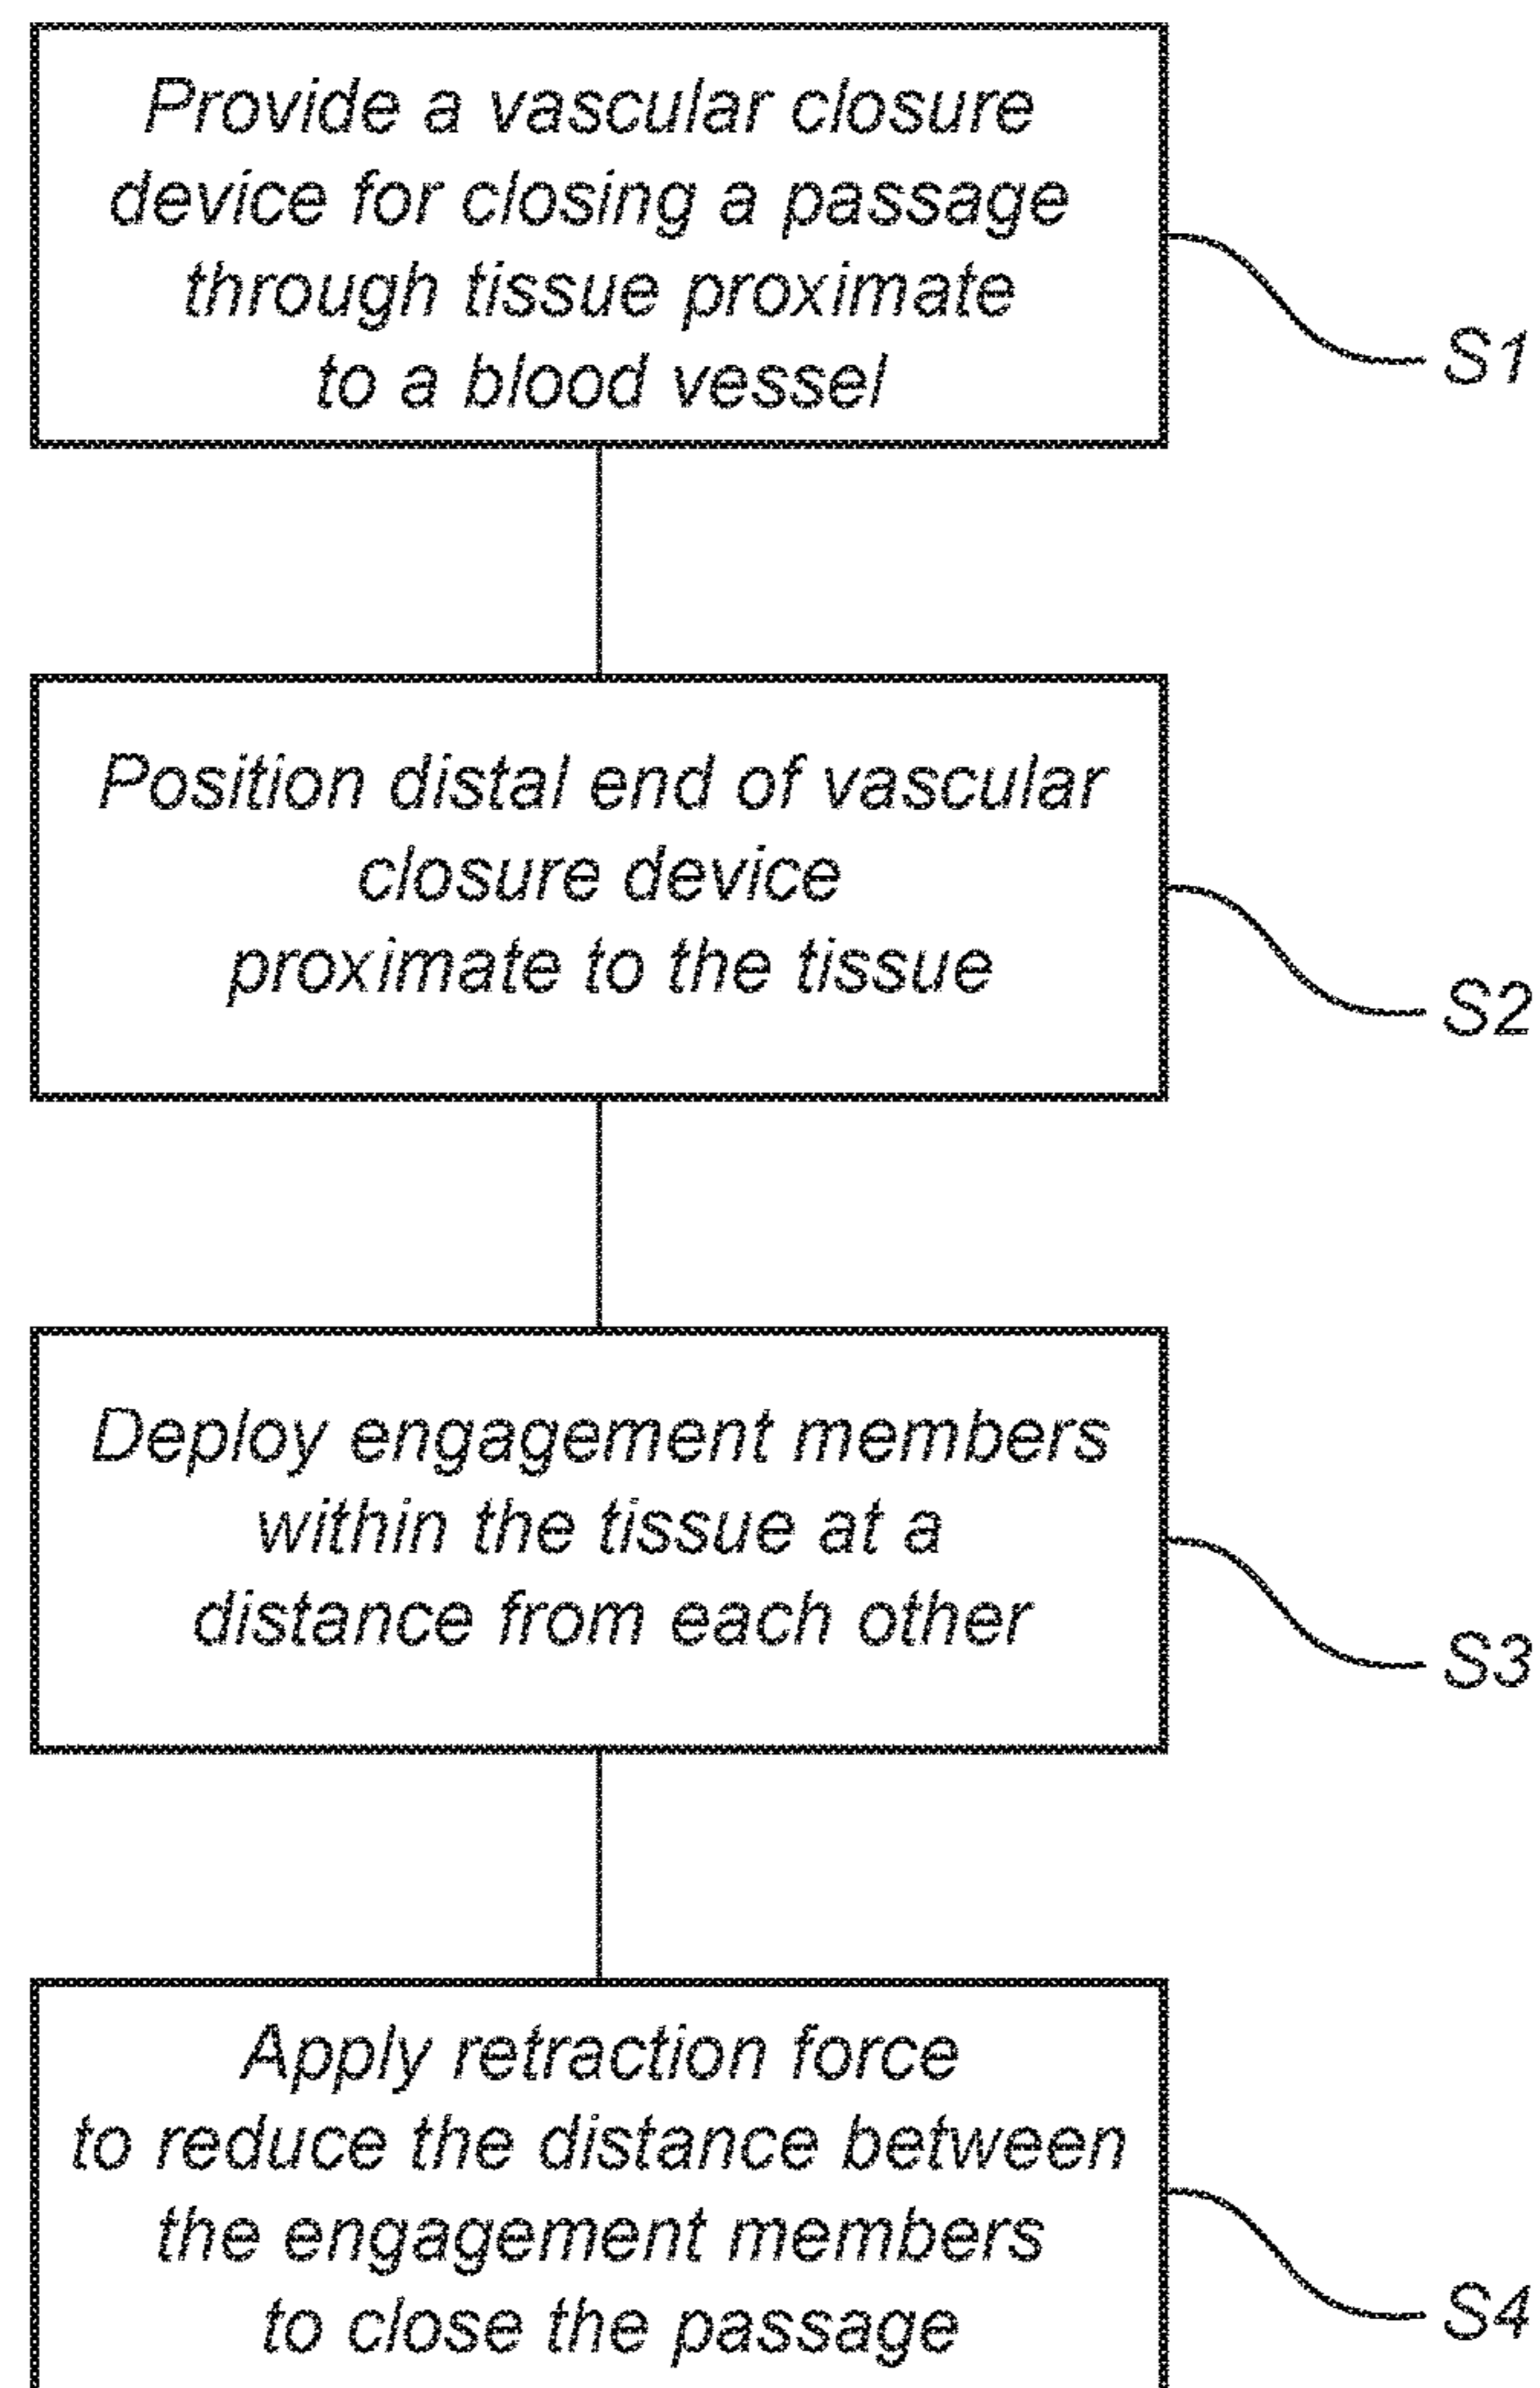 Provide a vascular closure
device for closing a passage
through tissue proximate
to a blood vessel
S1
Position distal end of vascular
closure device
proximate to the tissue
S2
Deploy engagement members
within the tissue at a
distance from each other
S3
Apply retraction force
to reduce the distance between
the engagement members
to close the passage
S4